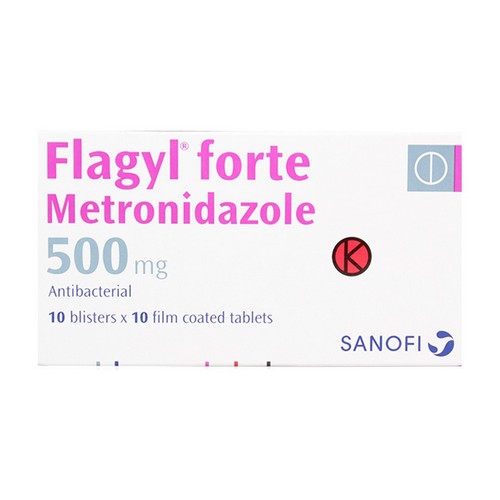 Flagyl® forte
Metronidazole
500 mg
Antibacterial
10 blisters x 10 film coated tablets
K
SANOFI